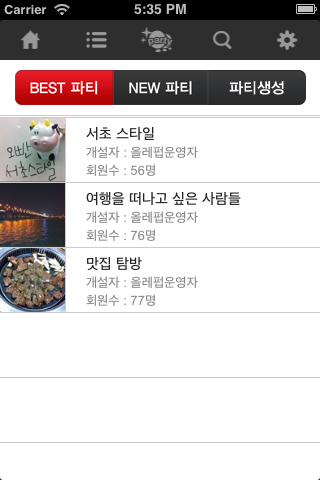 Carrier 5:35 PM
party
BEST 파티 NEW 파티 파티생성
오빤
서초스타일
서초 스타일
개설자 : 올레펍운영자
회원수 : 56명
여행을 떠나고 싶은 사람들
개설자 : 올레펍운영자
회원수 : 76명
맛집 탐방
개설자 : 올레펍운영자
회원수 : 77명